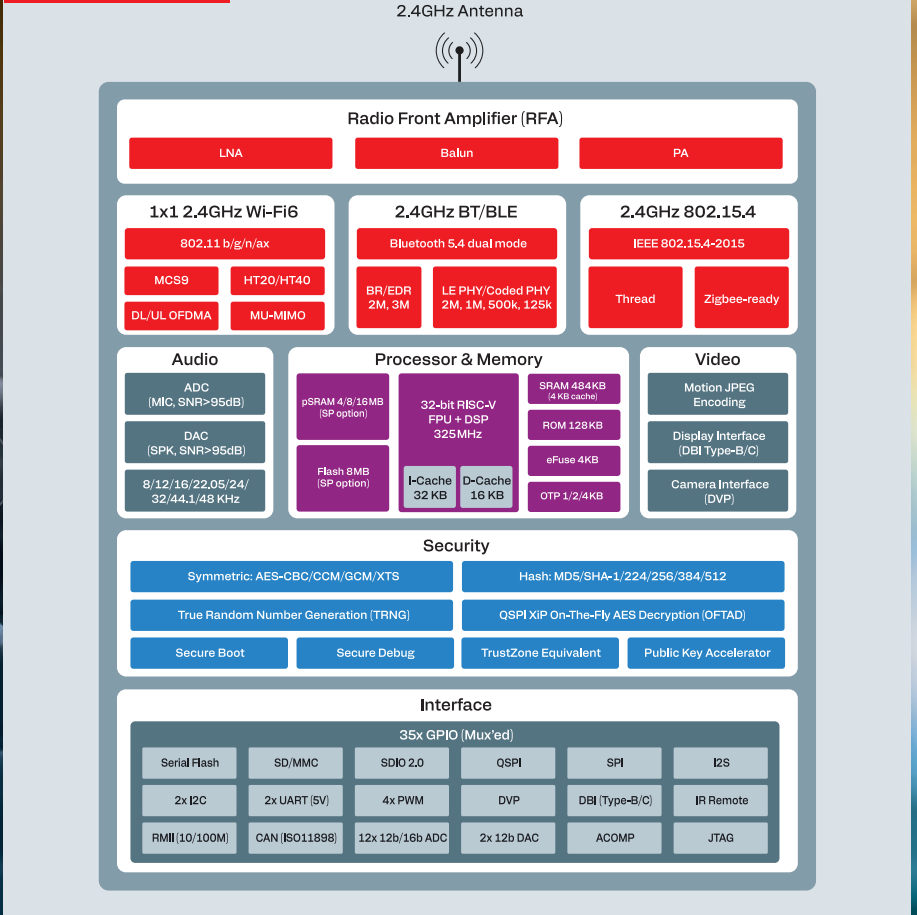 2.4GHz Antenna
Radio Front Amplifier (RFA)
LNA
Balun
PA
1x1 2.4GHz Wi-Fi6
802.11 b/g/n/ax
MCS9
HT20/HT40
DL/UL OFDMA
MU-MIMO
2.4GHz BT/BLE
Bluetooth 5.4 dual mode
BR/EDR
2M, 3M
LE PHY/Coded PHY
2M, 1M, 500k, 125k
2.4GHz 802.15.4
IEEE 802.15.4-2015
Thread
Zigbee-ready
Audio
ADC
(MIC, SNR>95dB)
DAC
(SPK, SNR>95dB)
8/12/16/22.05/24/
32/44.1/48 KHz
Processor & Memory
pSRAM 4/8/16MB
(SP option)
Flash 8MB
(SP option)
32-bit RISC-V
FPU + DSP
325MHz
I-Cache
32 KB
D-Cache
16 KB
SRAM 484KB
(4 KB cache)
ROM 128KB
eFuse 4KB
OTP 1/2/4KB
Video
Motion JPEG
Encoding
Display Interface
(DBI Type-B/C)
Camera Interface
(DVP)
Security
Symmetric: AES-CBC/CCM/GCM/XTS
Hash: MD5/SHA-1/224/256/384/512
True Random Number Generation (TRNG)
QSPI XiP On-The-Fly AES Decryption (OFTAD)
Secure Boot
Secure Debug
TrustZone Equivalent
Public Key Accelerator
Interface
35x GPIO (Mux'ed)
Serial Flash
SD/MMC
SDIO 2.0
QSPI
SPI
I2S
2x I2C
2x UART (5V)
4x PWM
DVP
DBI (Type-B/C)
IR Remote
RMII (10/100M)
CAN (ISO11898)
12x 12b/16b ADC
2x 12b DAC
ACOMP
JTAG